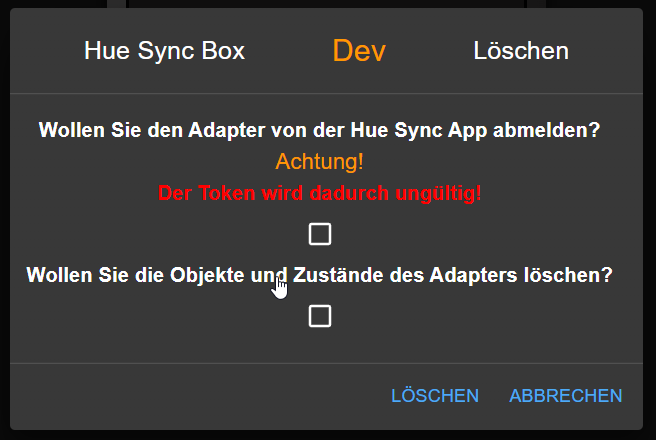 Hue Sync Box Dev Löschen
Wollen Sie den Adapter von der Hue Sync App abmelden?
Achtung!
Der Token wird dadurch ungültig!
Wollen Sie die Objekte und Zustände des Adapters löschen?
LÖSCHEN ABBRECHEN